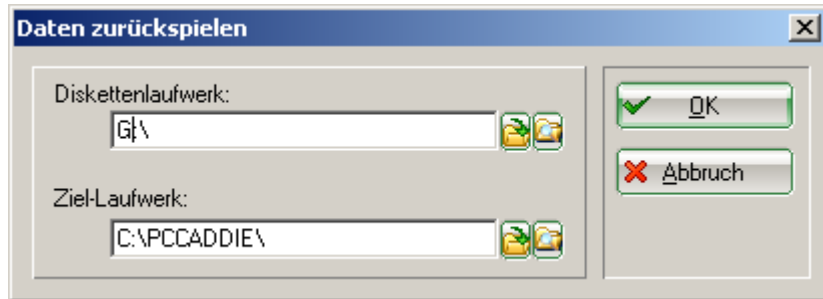 Daten zurückspielen
Diskettenlaufwerk:
G:\
OK
Abbruch
Ziel-Laufwerk:
C:\PCCADDIE\